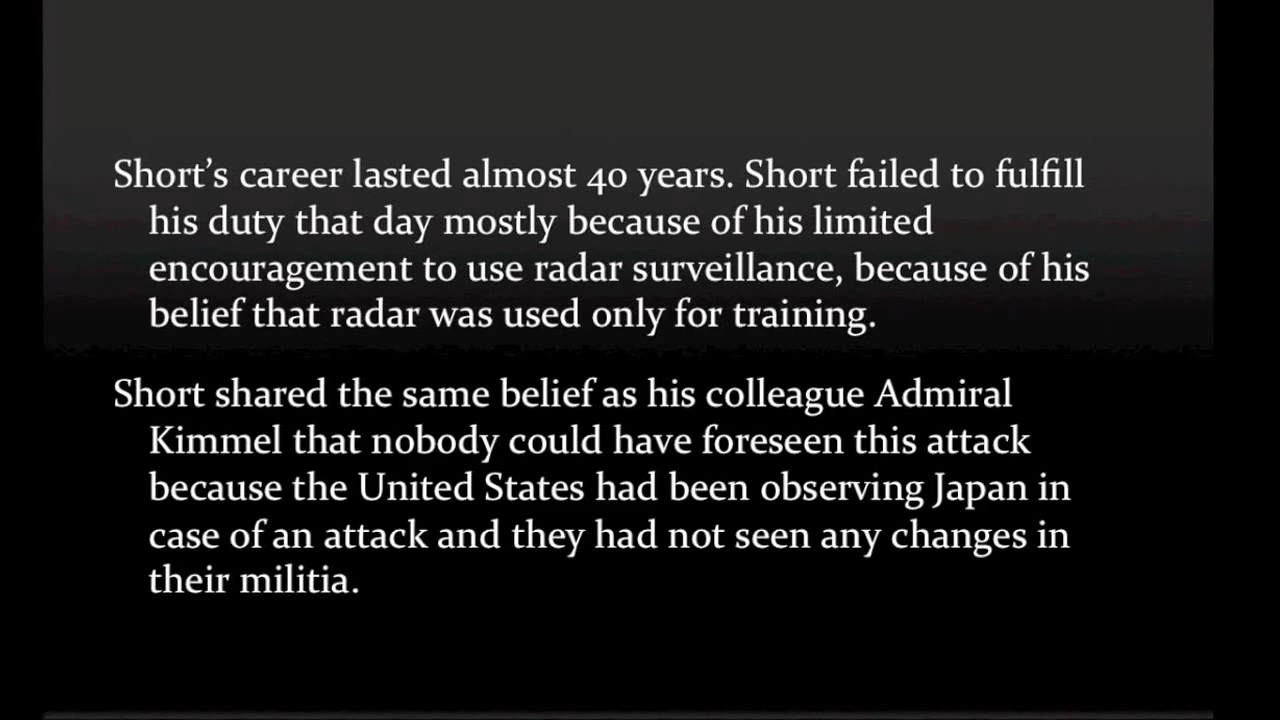 Short’s career lasted almost 40 years. Short failed to fulfill
his duty that day mostly because of his limited
encouragement to use radar surveillance, because of his
belief that radar was used only for training.
Short shared the same belief as his colleague Admiral
Kimmel that nobody could have foreseen this attack
because the United States had been observing Japan in
case of an attack and they had not seen any changes in
their militia.